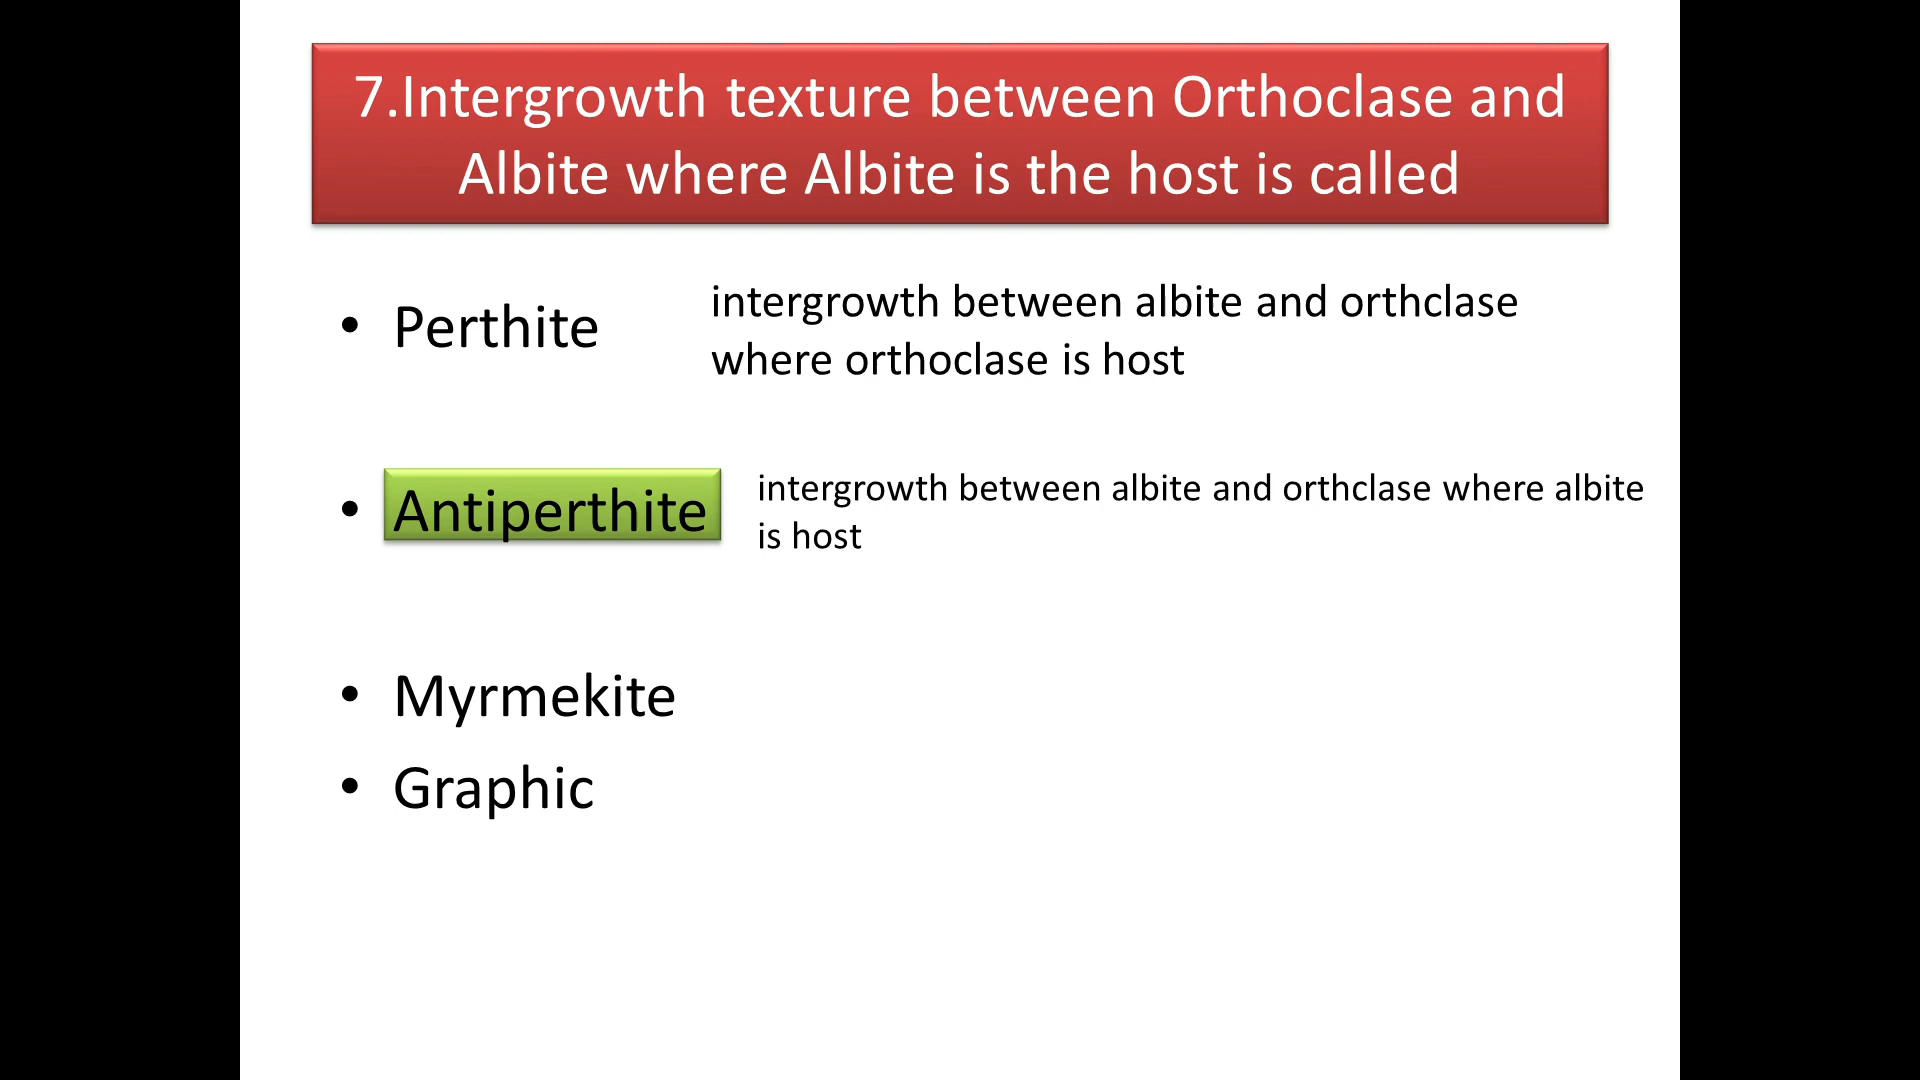 7.Intergrowth texture between Orthoclase and
Albite where Albite is the host is called
• Perthite
intergrowth between albite and orthclase
where orthoclase is host
• Antiperthite
intergrowth between albite and orthclase where albite
is host
• Myrmekite
• Graphic